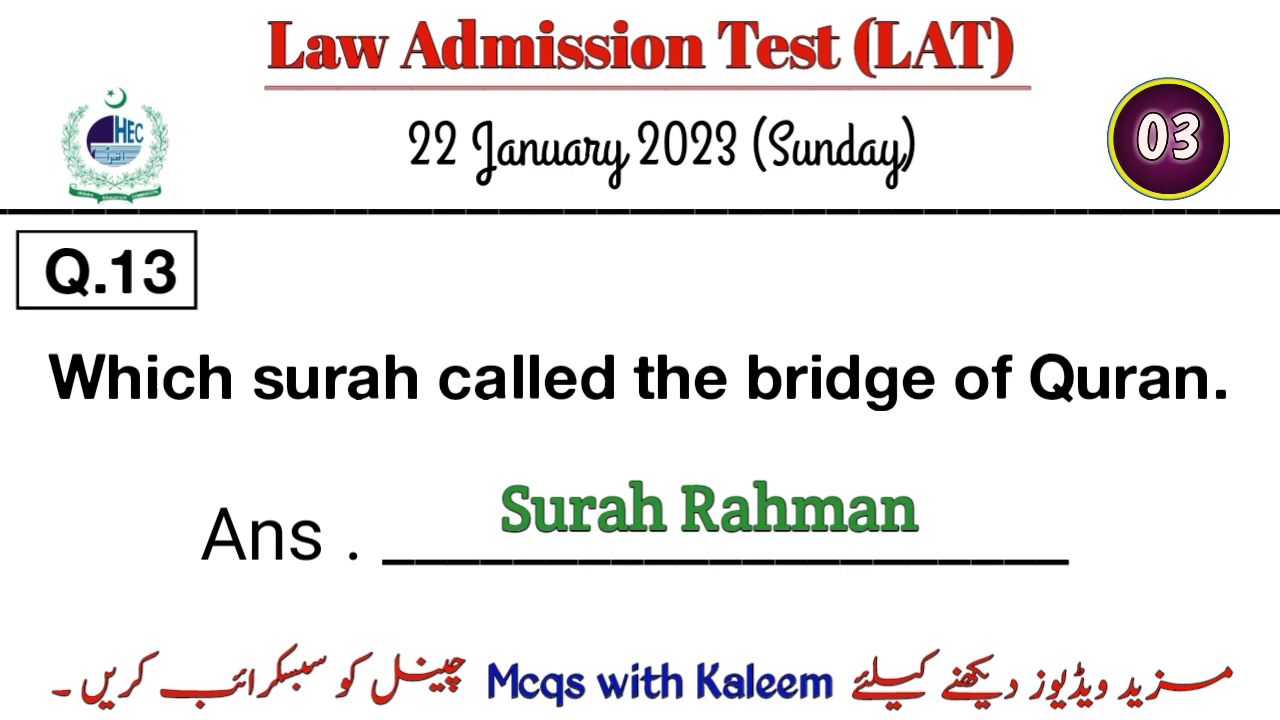 Law Admission Test (LAT)
22 January 2023 (Sunday)
03
HEC
Q.13
Which surah called the bridge of Quran.
Ans . Surah Rahman
مزید ویڈیوز دیکھنے کیلئے Mcqs with Kaleem چینل کو سبسکرائب کریں ۔